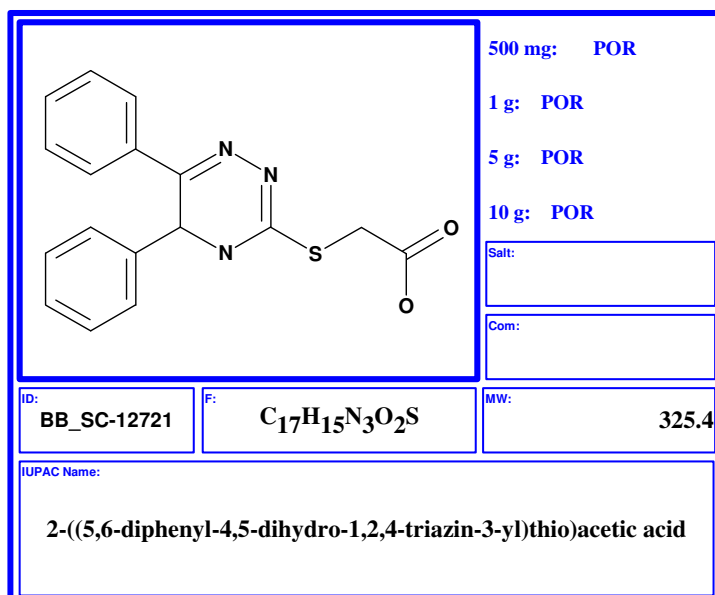 500 mg: POR
1 g: POR
5 g: POR
10 g: POR
N
N
N
S
O
O
Salt:
Com:
ID:
BB_SC-12721
F:
C17H15N3O2S
MW:
325.4
IUPAC Name:
2-((5,6-diphenyl-4,5-dihydro-1,2,4-triazin-3-yl)thio)acetic acid